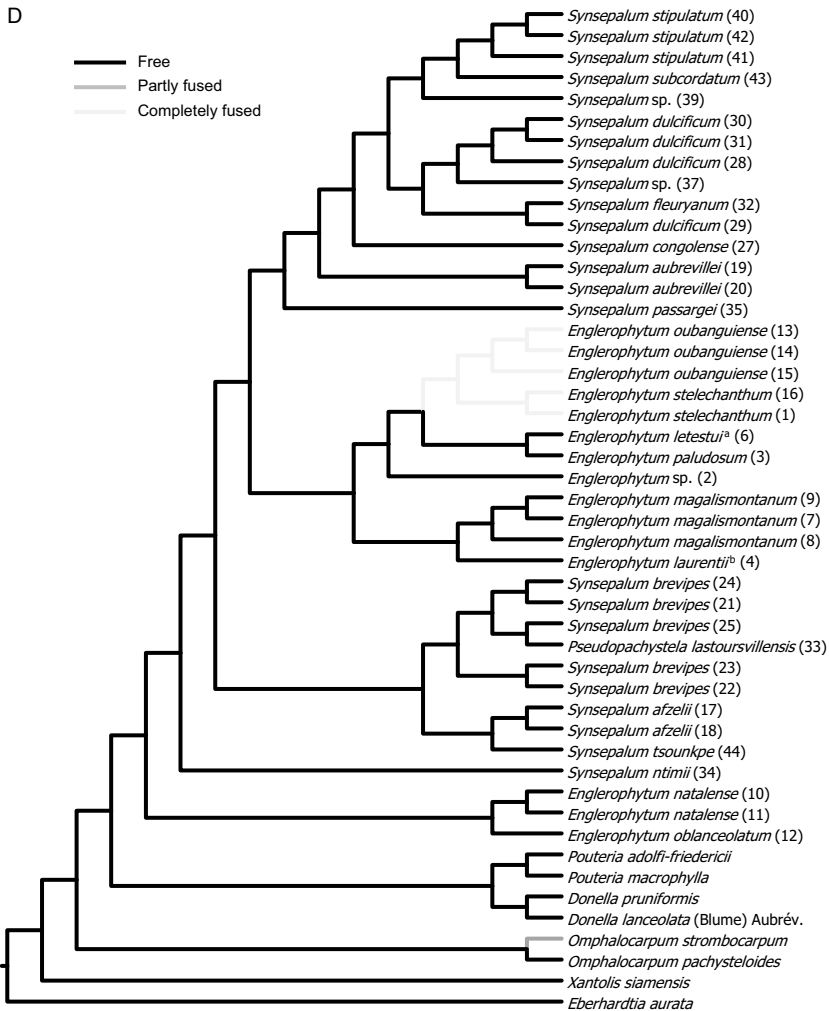 D
Free
Partly fused
Completely fused
Synsepalum stipulatum (40)
Synsepalum stipulatum (42)
Synsepalum stipulatum (41)
Synsepalum subcordatum (43)
Synsepalum sp. (39)
Synsepalum dulcificum (30)
Synsepalum dulcificum (31)
Synsepalum dulcificum (28)
Synsepalum sp. (37)
Synsepalum fleuryanum (32)
Synsepalum dulcificum (29)
Synsepalum congolense (27)
Synsepalum aubrevillei (19)
Synsepalum aubrevillei (20)
Synsepalum passargei (35)
Englerophytum oubanguiense (13)
Englerophytum oubanguiense (14)
Englerophytum oubanguiense (15)
Englerophytum stelechanthum (16)
Englerophytum stelechanthum (1)
Englerophytum letestuiᵃ (6)
Englerophytum paludosum (3)
Englerophytum sp. (2)
Englerophytum magalismontanum (9)
Englerophytum magalismontanum (7)
Englerophytum magalismontanum (8)
Englerophytum laurentiiᵇ (4)
Synsepalum brevipes (24)
Synsepalum brevipes (21)
Synsepalum brevipes (25)
Pseudopachystela lastoursvillensis (33)
Synsepalum brevipes (23)
Synsepalum brevipes (22)
Synsepalum afzelii (17)
Synsepalum afzelii (18)
Synsepalum tsounkpe (44)
Synsepalum ntimii (34)
Englerophytum natalense (10)
Englerophytum natalense (11)
Englerophytum oblanceolatum (12)
Pouteria adolfi-friedericii
Pouteria macrophylla
Donella pruniformis
Donella lanceolata (Blume) Aubrév.
Omphalocarpum strombocarpum
Omphalocarpum pachysteloides
Xantolis siamensis
Eberhardtia aurata